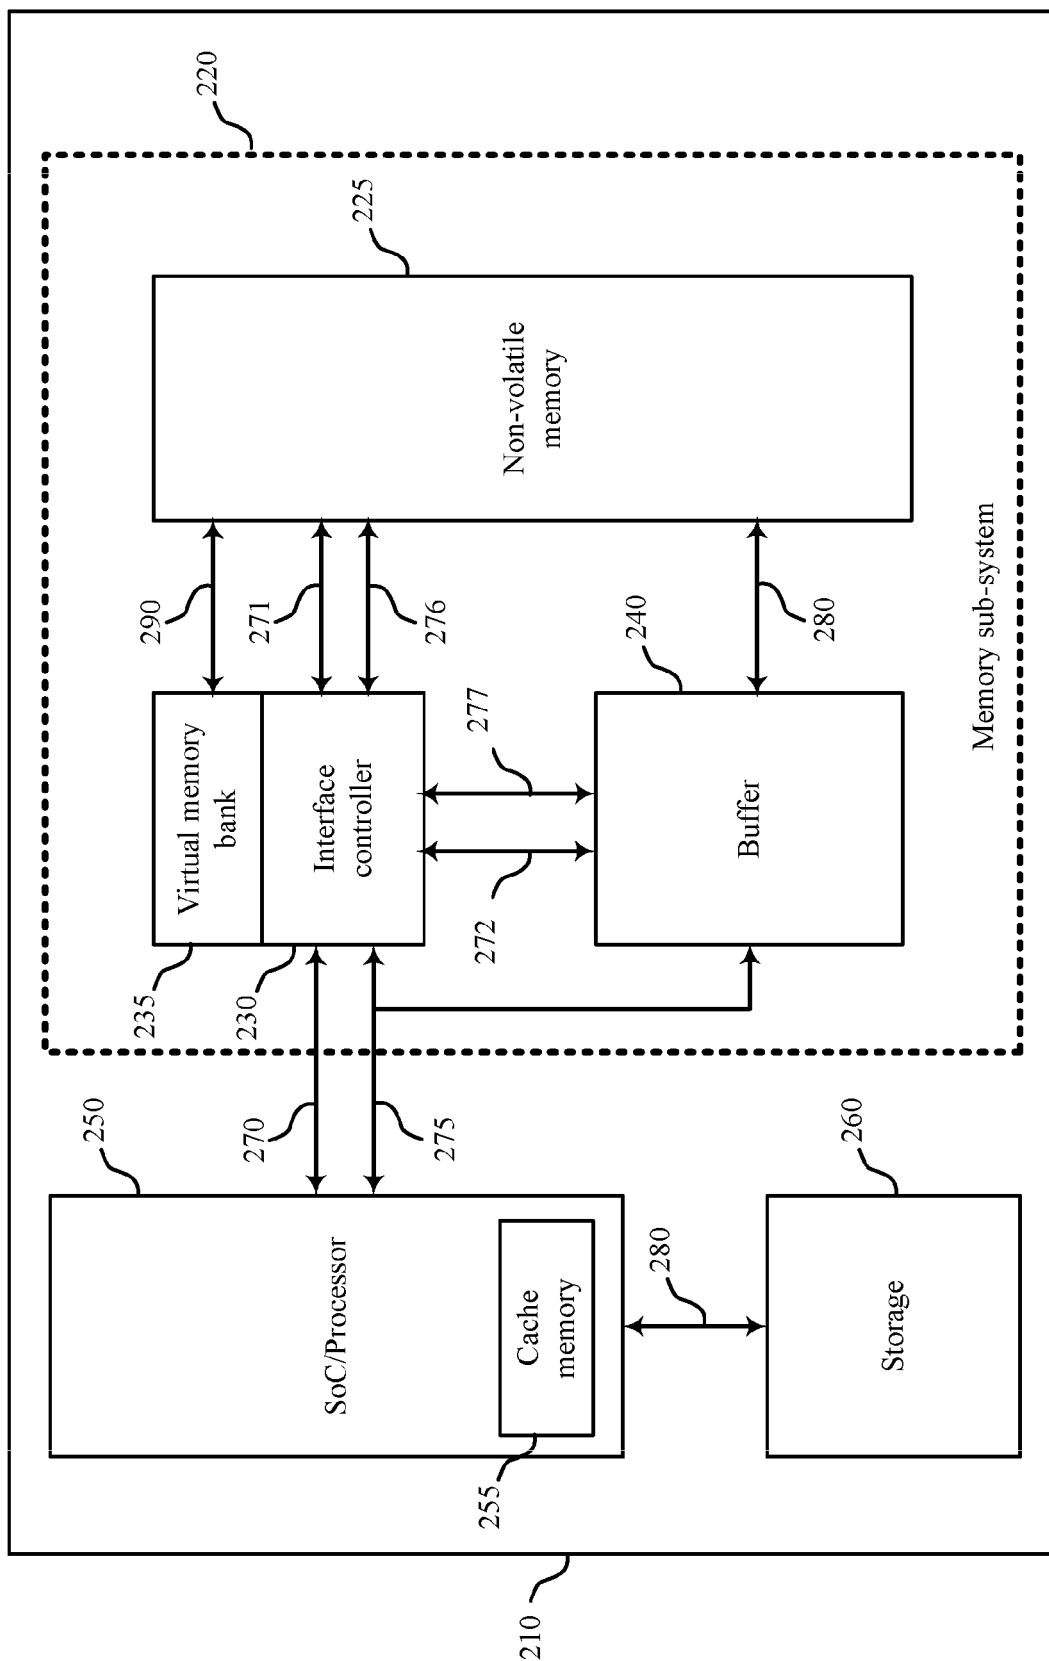 210
220
250
SoC/Processor
255
Cache
memory
280
260
Storage
270
275
235
230
Virtual memory
bank
Interface
controller
272
277
240
Buffer
290
271
276
280
225
Non-volatile
memory
Memory sub-system